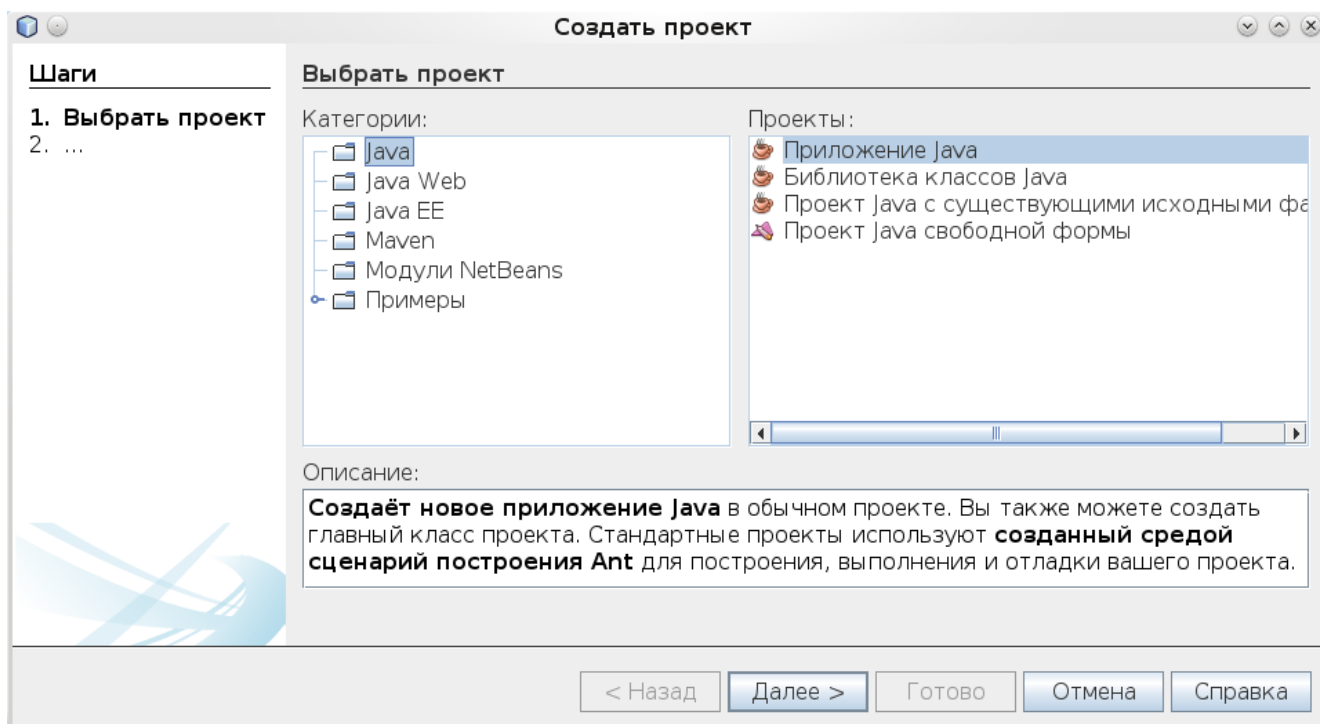 Создать проект
Шаги
1. Выбрать проект
2. ...
Выбрать проект
Категории:
Java
Java Web
Java EE
Maven
Модули NetBeans
Примеры
Проекты:
Приложение Java
Библиотека классов Java
Проект Java с существующими исходными фа
Проект Java свободной формы
Описание:
Создаёт новое приложение Java в обычном проекте. Вы также можете создать
главный класс проекта. Стандартные проекты используют созданный средой
сценарий построения Ant для построения, выполнения и отладки вашего проекта.
< Назад
Далее >
Готово
Отмена
Справка